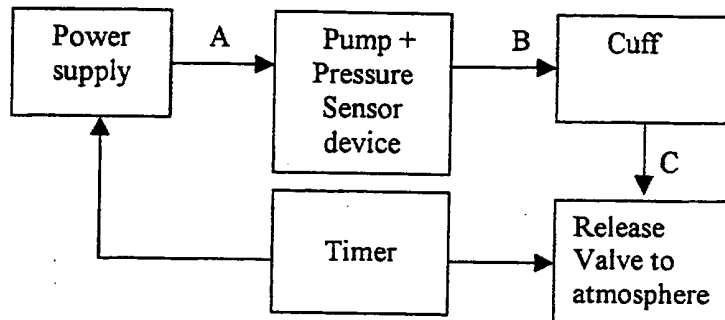 Power
supply
A
Pump +
Pressure
Sensor
device
B
Cuff
C
Timer
Release
Valve to
atmosphere